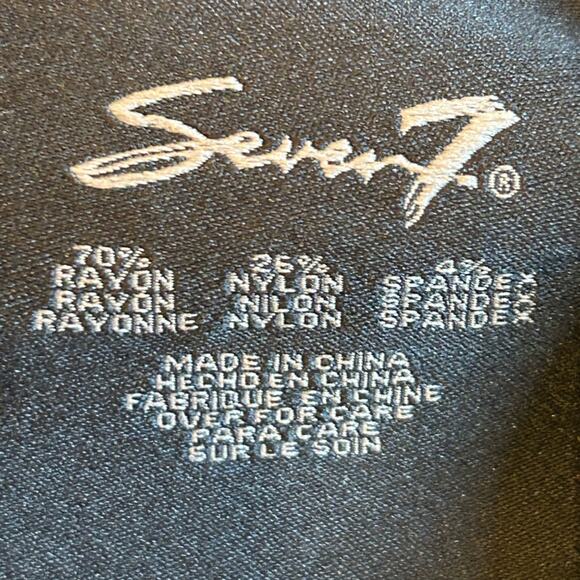 Seven7.®
70% 26% 4%
RAYON NYLON SPANDEX
RAYON NILON SPANDEX
RAYONNE NYLON SPANDEX
MADE IN CHINA
HECHO EN CHINA
FABRIQUE EN CHINE
OVER FOR CARE
PARA CARE
SUR LE SOIN